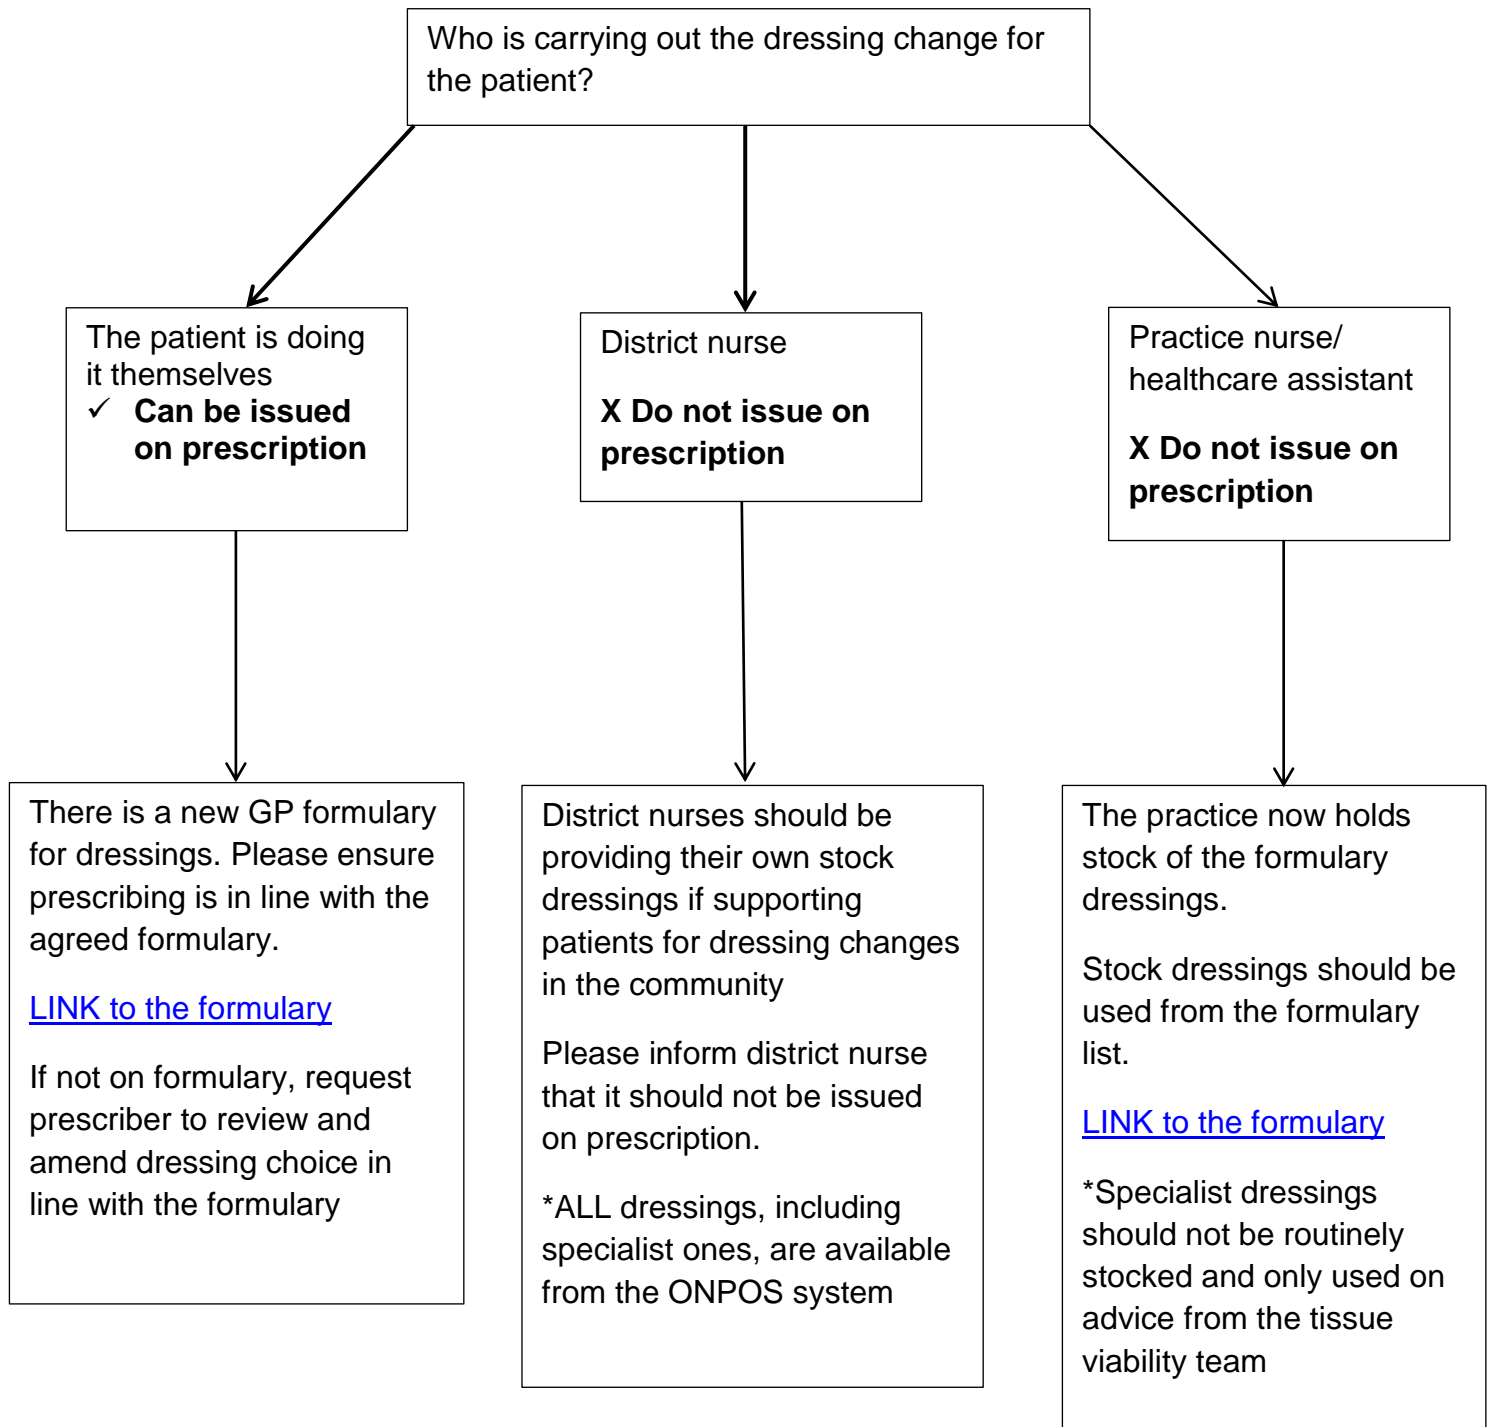 Who is carrying out the dressing change for
the patient?
The patient is doing
it themselves
✓ Can be issued
on prescription
District nurse
X Do not issue on
prescription
Practice nurse/
healthcare assistant
X Do not issue on
prescription
There is a new GP formulary
for dressings. Please ensure
prescribing is in line with the
agreed formulary.
LINK to the formulary
If not on formulary, request
prescriber to review and
amend dressing choice in
line with the formulary
District nurses should be
providing their own stock
dressings if supporting
patients for dressing changes
in the community
Please inform district nurse
that it should not be issued
on prescription.
*ALL dressings, including
specialist ones, are available
from the ONPOS system
The practice now holds
stock of the formulary
dressings.
Stock dressings should be
used from the formulary
list.
LINK to the formulary
*Specialist dressings
should not be routinely
stocked and only used on
advice from the tissue
viability team